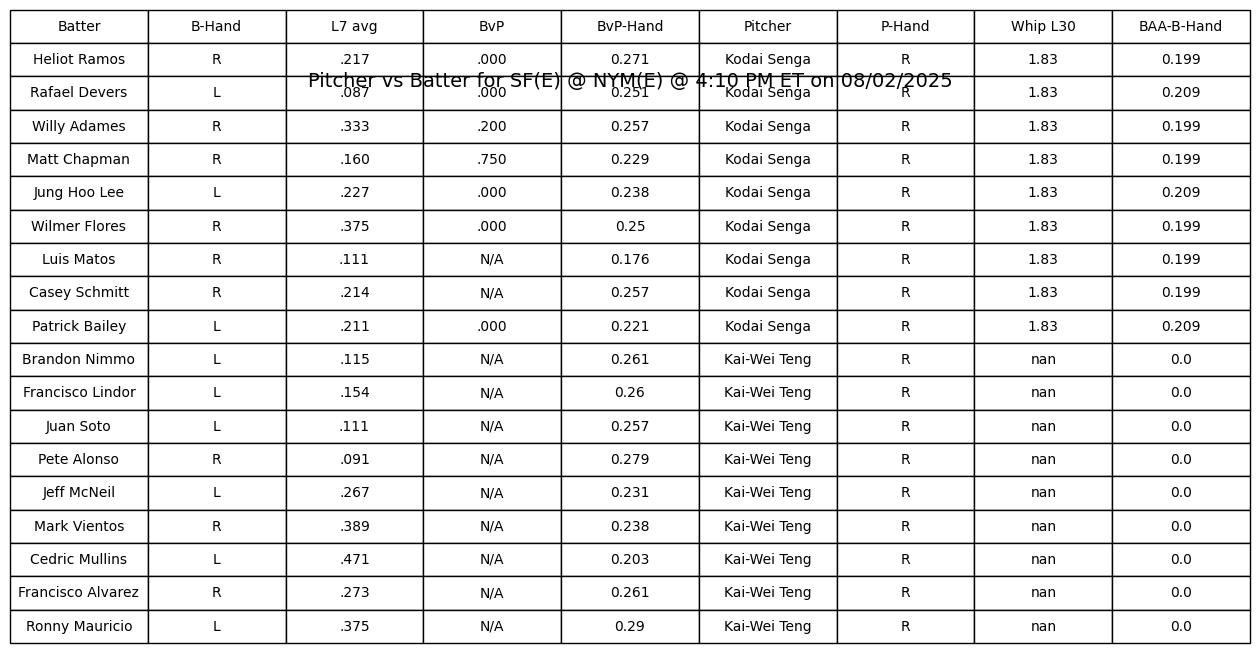 Batter B-Hand L7 avg BvP BvP-Hand Pitcher P-Hand Whip L30 BAA-B-Hand
Heliot Ramos R .217 .000 0.271 Kodai Senga R 1.83 0.199
Pitcher vs Batter for SF(E) @ NYM(E) @ 4:10 PM ET on 08/02/2025
Rafael Devers L .087 .000 0.251 Kodai Senga R 1.83 0.209
Willy Adames R .333 .200 0.257 Kodai Senga R 1.83 0.199
Matt Chapman R .160 .750 0.229 Kodai Senga R 1.83 0.199
Jung Hoo Lee L .227 .000 0.238 Kodai Senga R 1.83 0.209
Wilmer Flores R .375 .000 0.25 Kodai Senga R 1.83 0.199
Luis Matos R .111 N/A 0.176 Kodai Senga R 1.83 0.199
Casey Schmitt R .214 N/A 0.257 Kodai Senga R 1.83 0.199
Patrick Bailey L .211 .000 0.221 Kodai Senga R 1.83 0.209
Brandon Nimmo L .115 N/A 0.261 Kai-Wei Teng R nan 0.0
Francisco Lindor L .154 N/A 0.26 Kai-Wei Teng R nan 0.0
Juan Soto L .111 N/A 0.257 Kai-Wei Teng R nan 0.0
Pete Alonso R .091 N/A 0.279 Kai-Wei Teng R nan 0.0
Jeff McNeil L .267 N/A 0.231 Kai-Wei Teng R nan 0.0
Mark Vientos R .389 N/A 0.238 Kai-Wei Teng R nan 0.0
Cedric Mullins L .471 N/A 0.203 Kai-Wei Teng R nan 0.0
Francisco Alvarez R .273 N/A 0.261 Kai-Wei Teng R nan 0.0
Ronny Mauricio L .375 N/A 0.29 Kai-Wei Teng R nan 0.0